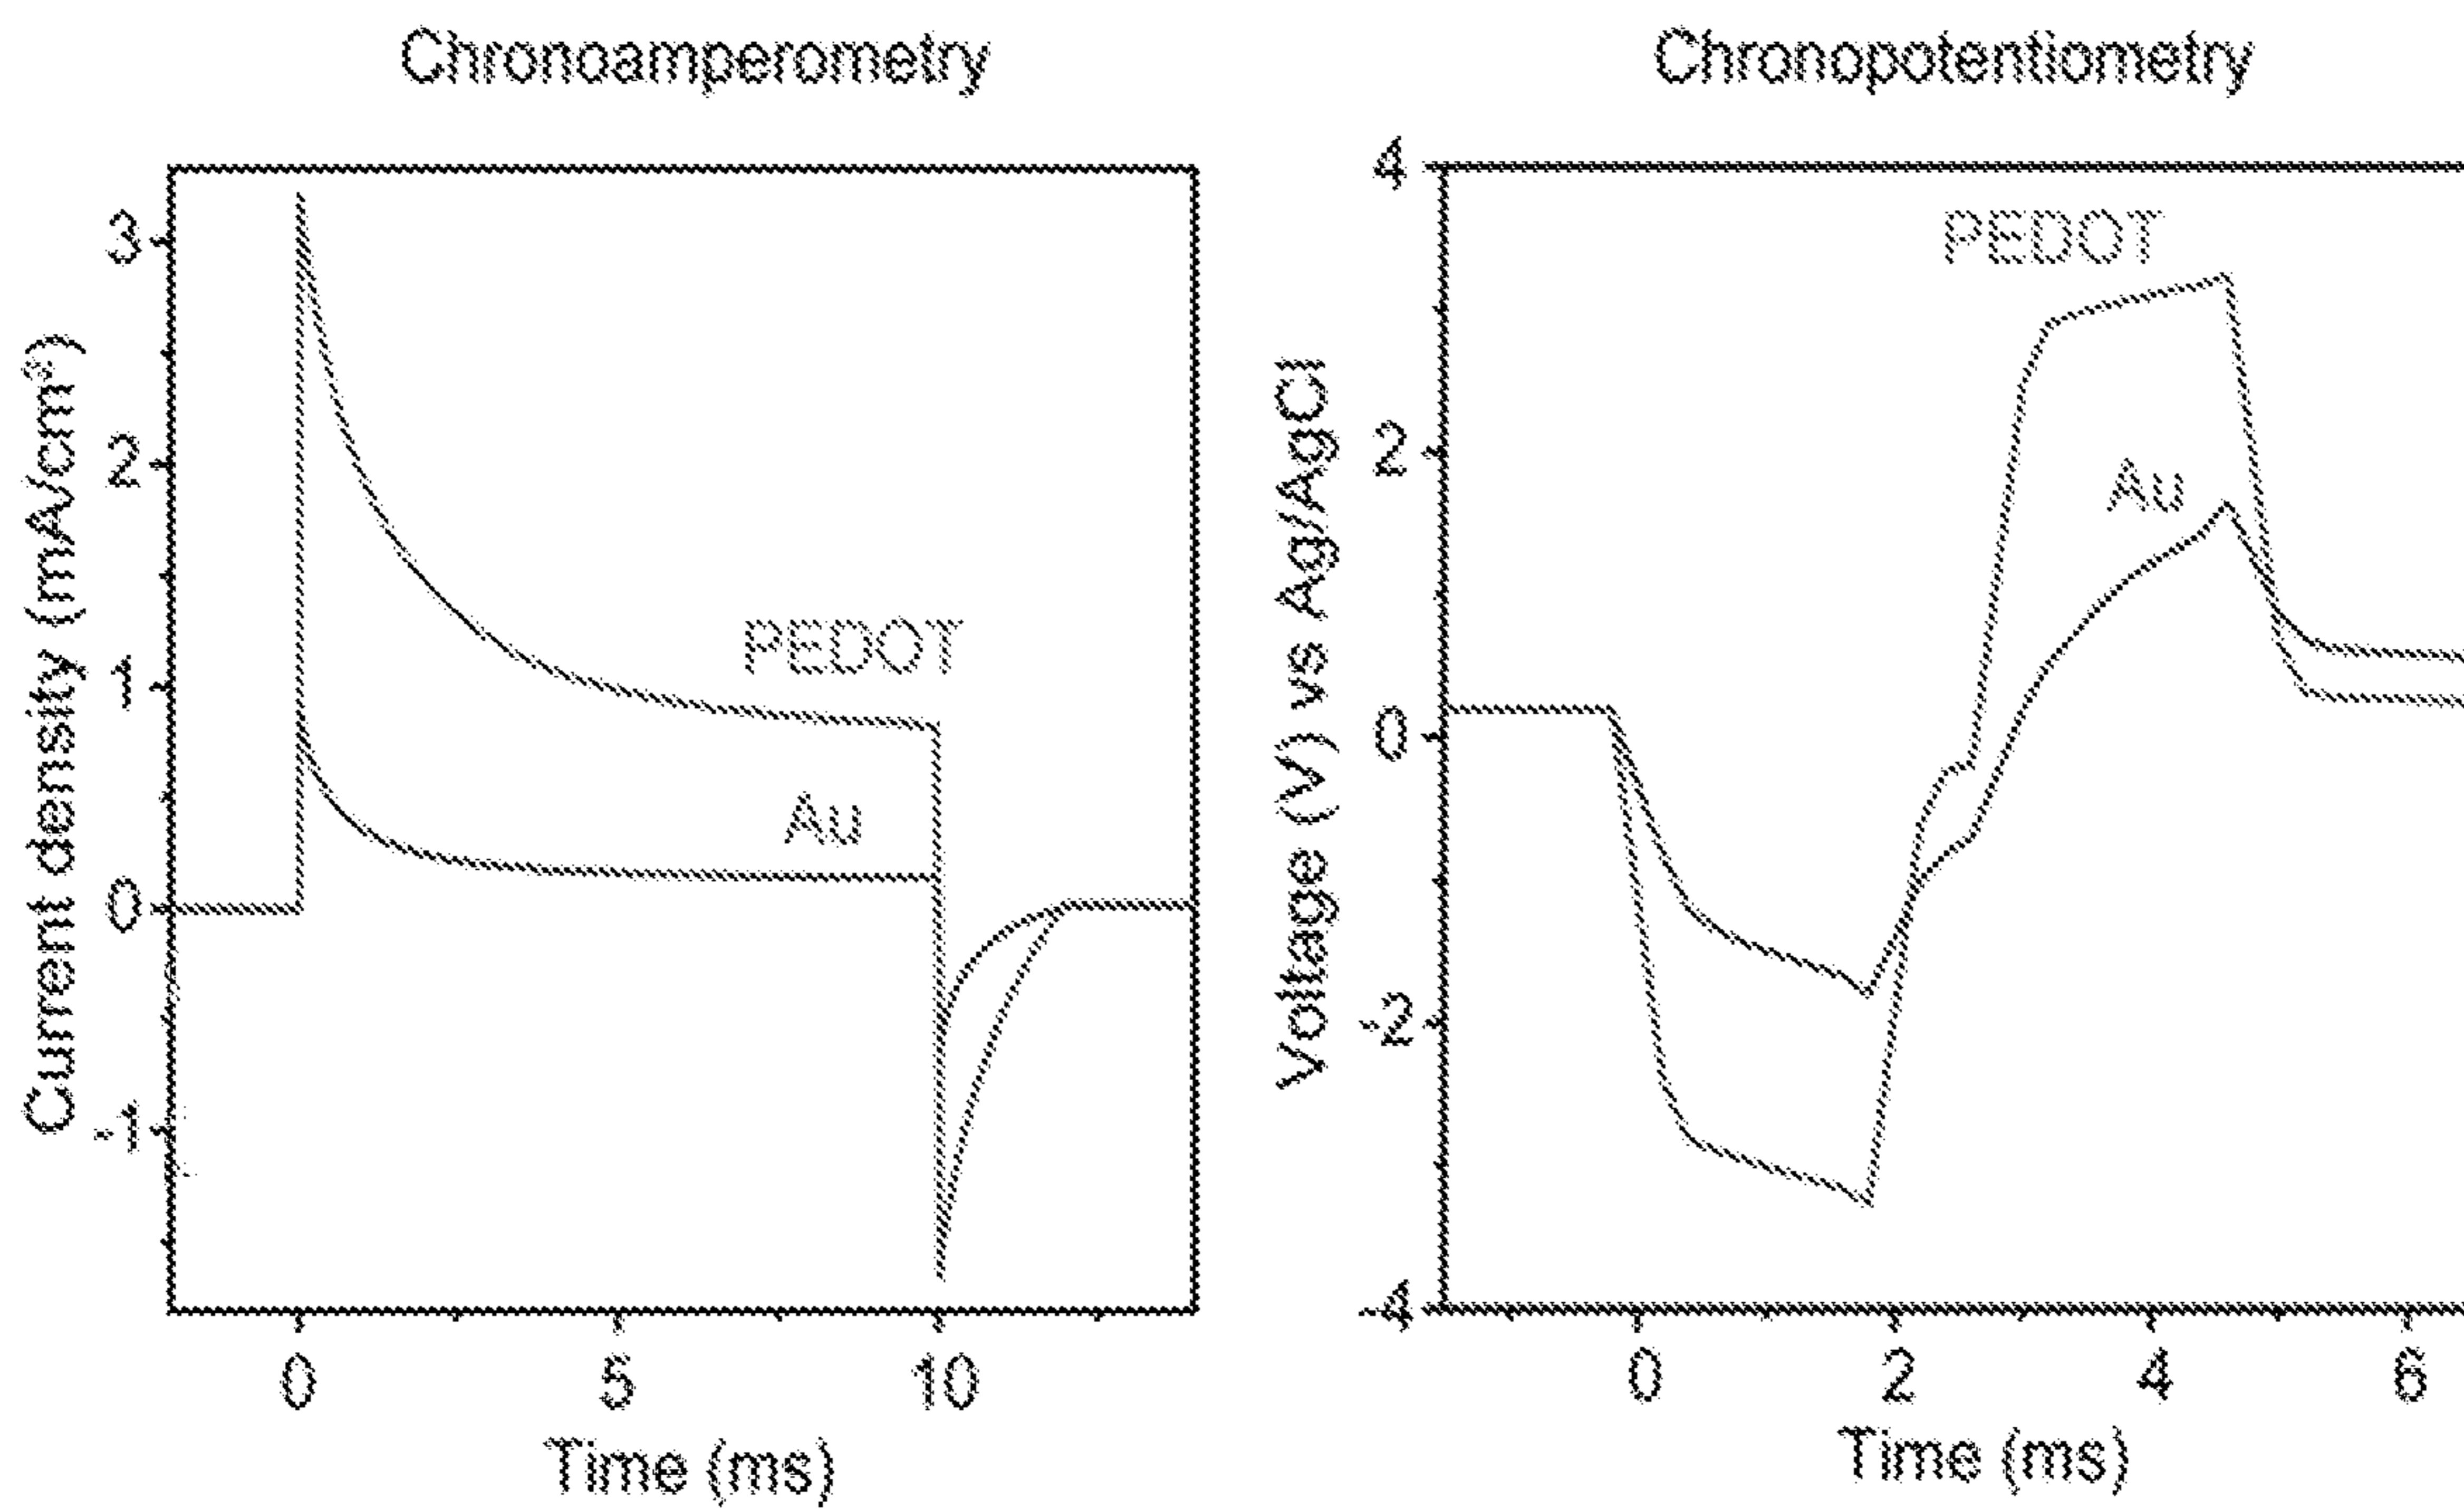 Chronoamperometry
Current density (mA/cm²)
3
2
1
0
-1
PEDOT
Au
0 5 10
Time (ms)
Chronopotentiometry
Voltage (V) vs Ag/AgCl
4
2
0
-2
-4
PEDOT
Au
0 2 4 6
Time (ms)